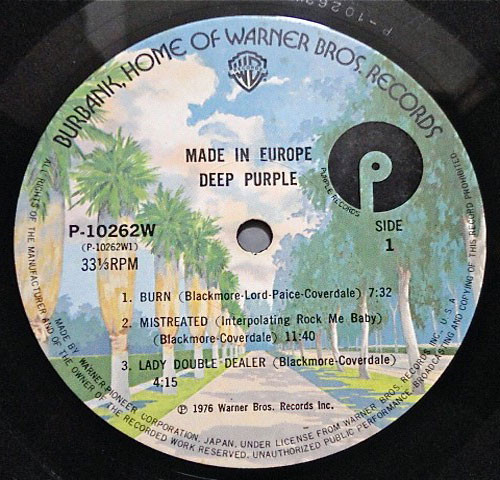 P-10262
BURBANK, HOME OF WARNER BROS. RECORDS
WB
RECORDS
MADE IN EUROPE
DEEP PURPLE
P
PURPLE RECORDS
P-10262W
(P-10262W1)
33⅓RPM
SIDE
1
1. BURN (Blackmore-Lord-Paice-Coverdale) 7:32
2. MISTREATED (Interpolating Rock Me Baby)
(Blackmore-Coverdale) 11:40
3. LADY DOUBLE DEALER (Blackmore-Coverdale)
4:15
℗ 1976 Warner Bros. Records Inc.
MADE BY WARNER-PIONEER CORPORATION, JAPAN, UNDER LICENSE FROM WARNER BROS. RECORDS INC., U.S.A.
ALL RIGHTS OF THE MANUFACTURER AND OF THE OWNER OF THE RECORDED WORK RESERVED. UNAUTHORIZED PUBLIC PERFORMANCE, BROADCASTING AND COPYING OF THIS RECORD PROHIBITED.